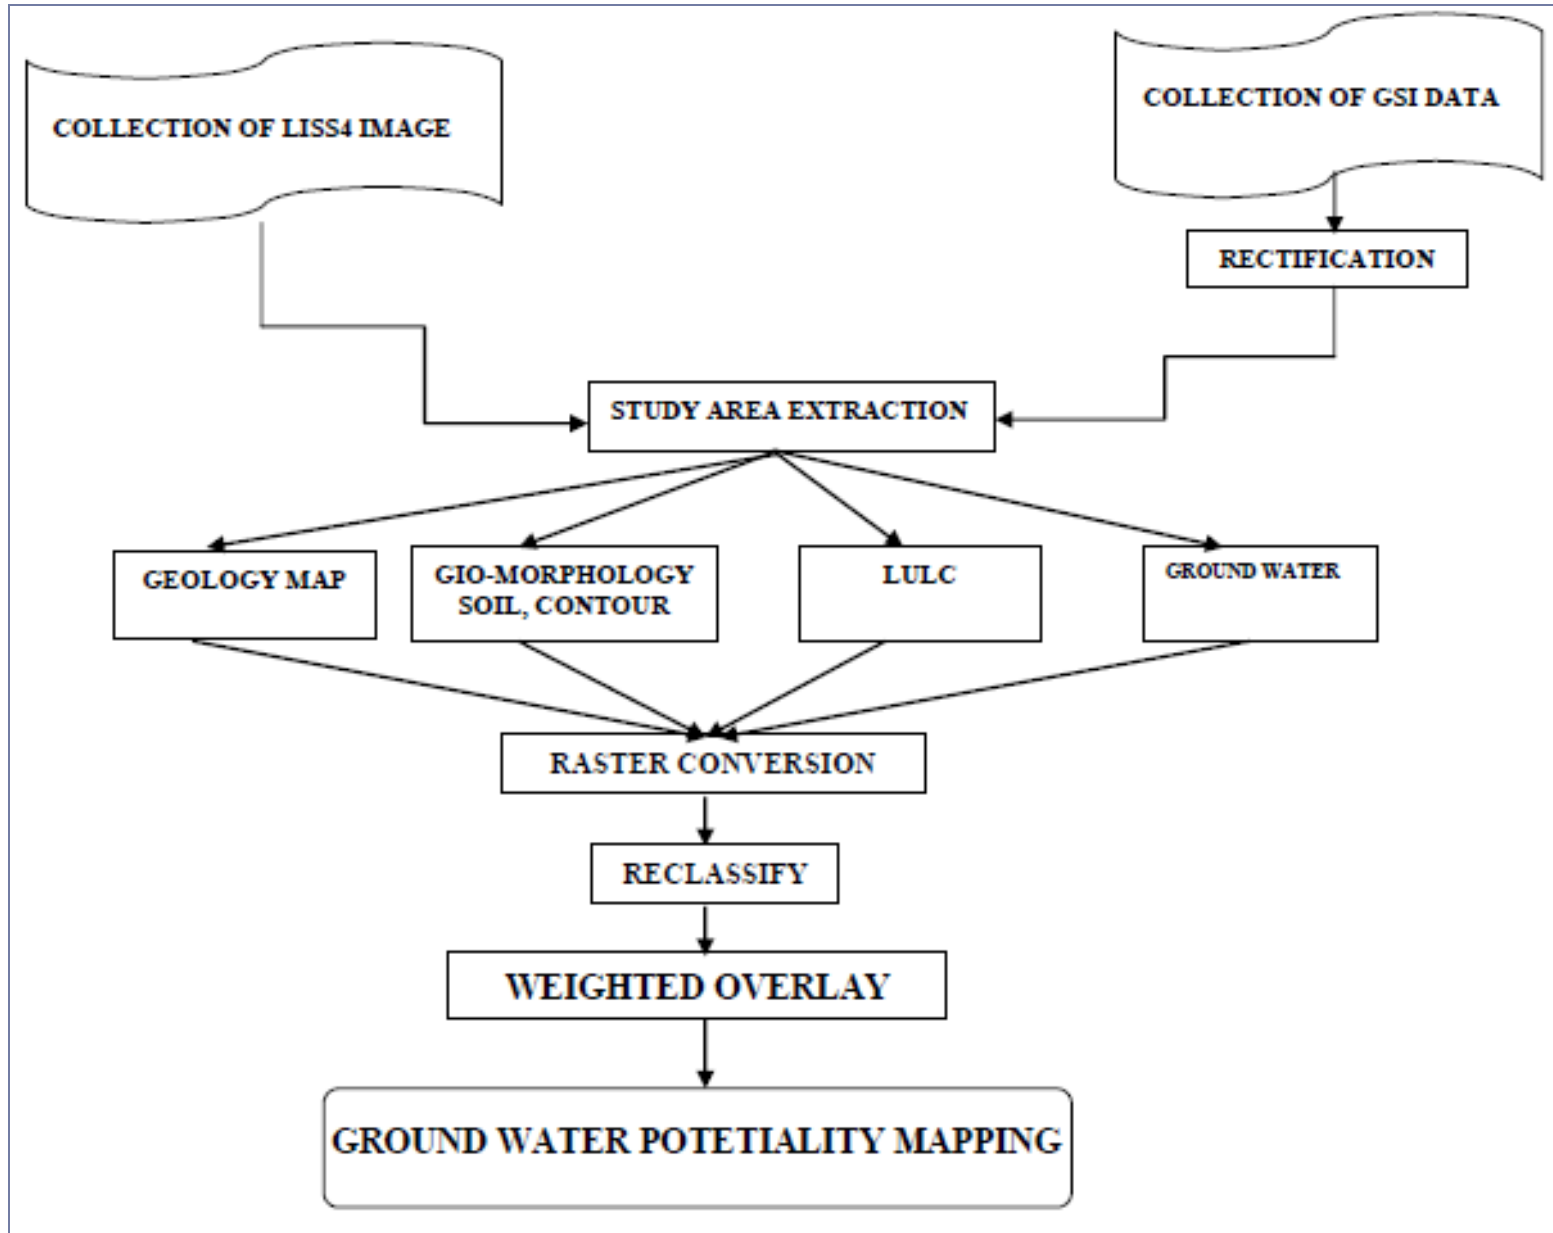 COLLECTION OF LISS4 IMAGE
COLLECTION OF GSI DATA
RECTIFICATION
STUDY AREA EXTRACTION
GEOLOGY MAP
GIO-MORPHOLOGY
SOIL, CONTOUR
LULC
GROUND WATER
RASTER CONVERSION
RECLASSIFY
WEIGHTED OVERLAY
GROUND WATER POTETIALITY MAPPING